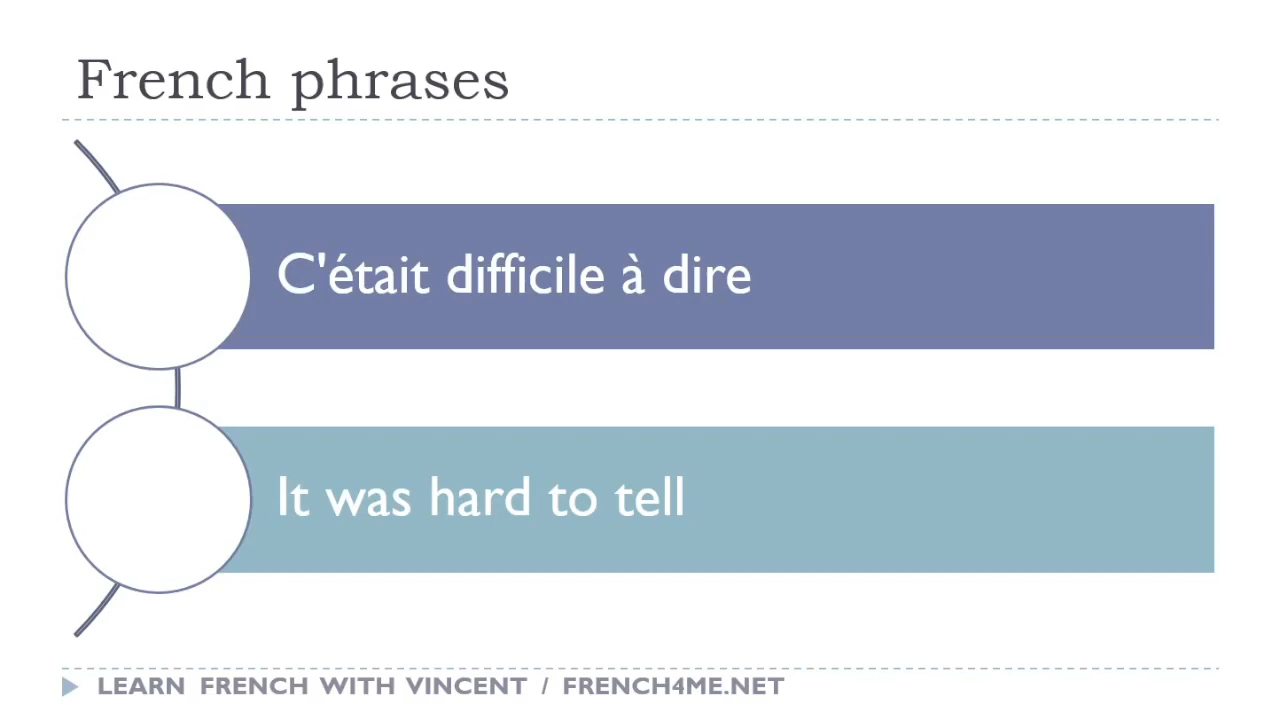 French phrases
C'était difficile à dire
It was hard to tell
LEARN FRENCH WITH VINCENT / FRENCH4ME.NET